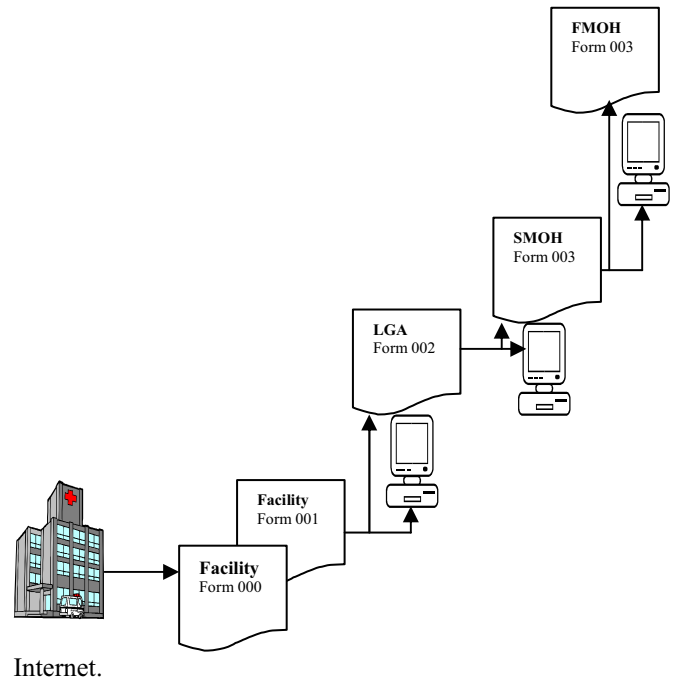 FMOH
Form 003
SMOH
Form 003
LGA
Form 002
Facility
Form 001
Facility
Form 000
Internet.